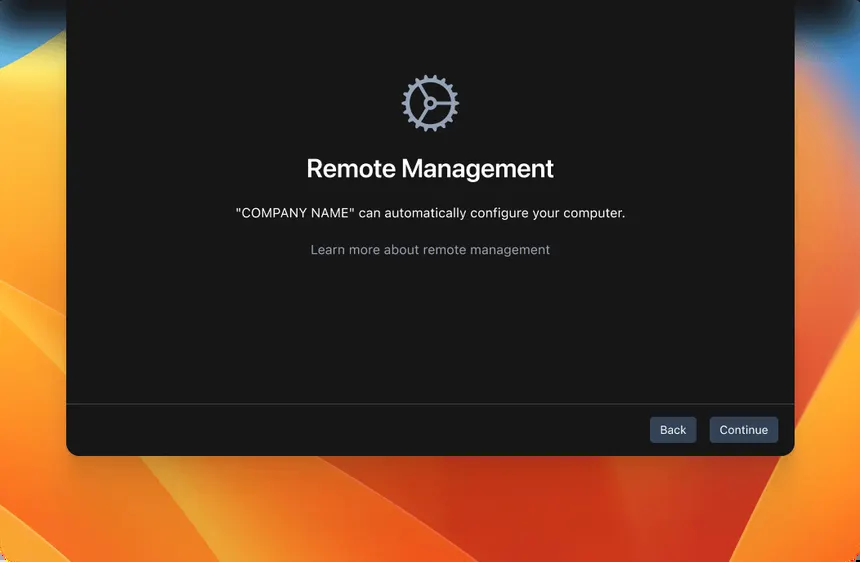 Remote Management
"COMPANY NAME" can automatically configure your computer.
Learn more about remote management
Back
Continue